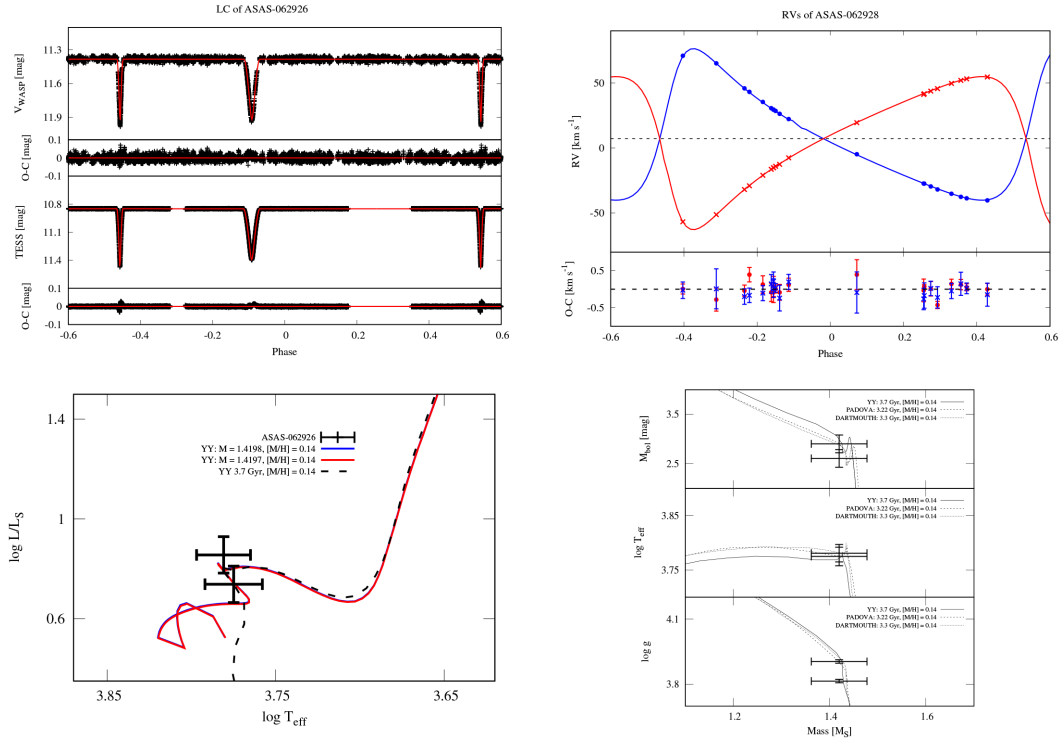 LC of ASAS-062926
11.3
11.6
11.9
V_WASP [mag]
0.1
0
-0.1
O-C [mag]
10.8
11.1
11.4
TESS [mag]
0.1
0
-0.1
O-C [mag]
-0.6 -0.4 -0.2 0 0.2 0.4 0.6
Phase
RVs of ASAS-062928
50
0
-50
RV [km s⁻¹]
0.5
0
-0.5
O-C [km s⁻¹]
-0.6 -0.4 -0.2 0 0.2 0.4 0.6
Phase
1.4
1
0.6
log L/L_S
ASAS-062926
YY: M = 1.4198, [M/H] = 0.14
YY: M = 1.4197, [M/H] = 0.14
YY 3.7 Gyr, [M/H] = 0.14
3.85 3.75 3.65
log T_eff
3.5
2.5
M_bol [mag]
YY: 3.7 Gyr, [M/H] = 0.14
PADOVA: 3.22 Gyr, [M/H] = 0.14
DARTMOUTH: 3.3 Gyr, [M/H] = 0.14
3.85
3.75
log T_eff
YY: 3.7 Gyr, [M/H] = 0.14
PADOVA: 3.22 Gyr, [M/H] = 0.14
DARTMOUTH: 3.3 Gyr, [M/H] = 0.14
4.1
3.8
log g
YY: 3.7 Gyr, [M/H] = 0.14
PADOVA: 3.22 Gyr, [M/H] = 0.14
DARTMOUTH: 3.3 Gyr, [M/H] = 0.14
1.2 1.4 1.6
Mass [M_S]